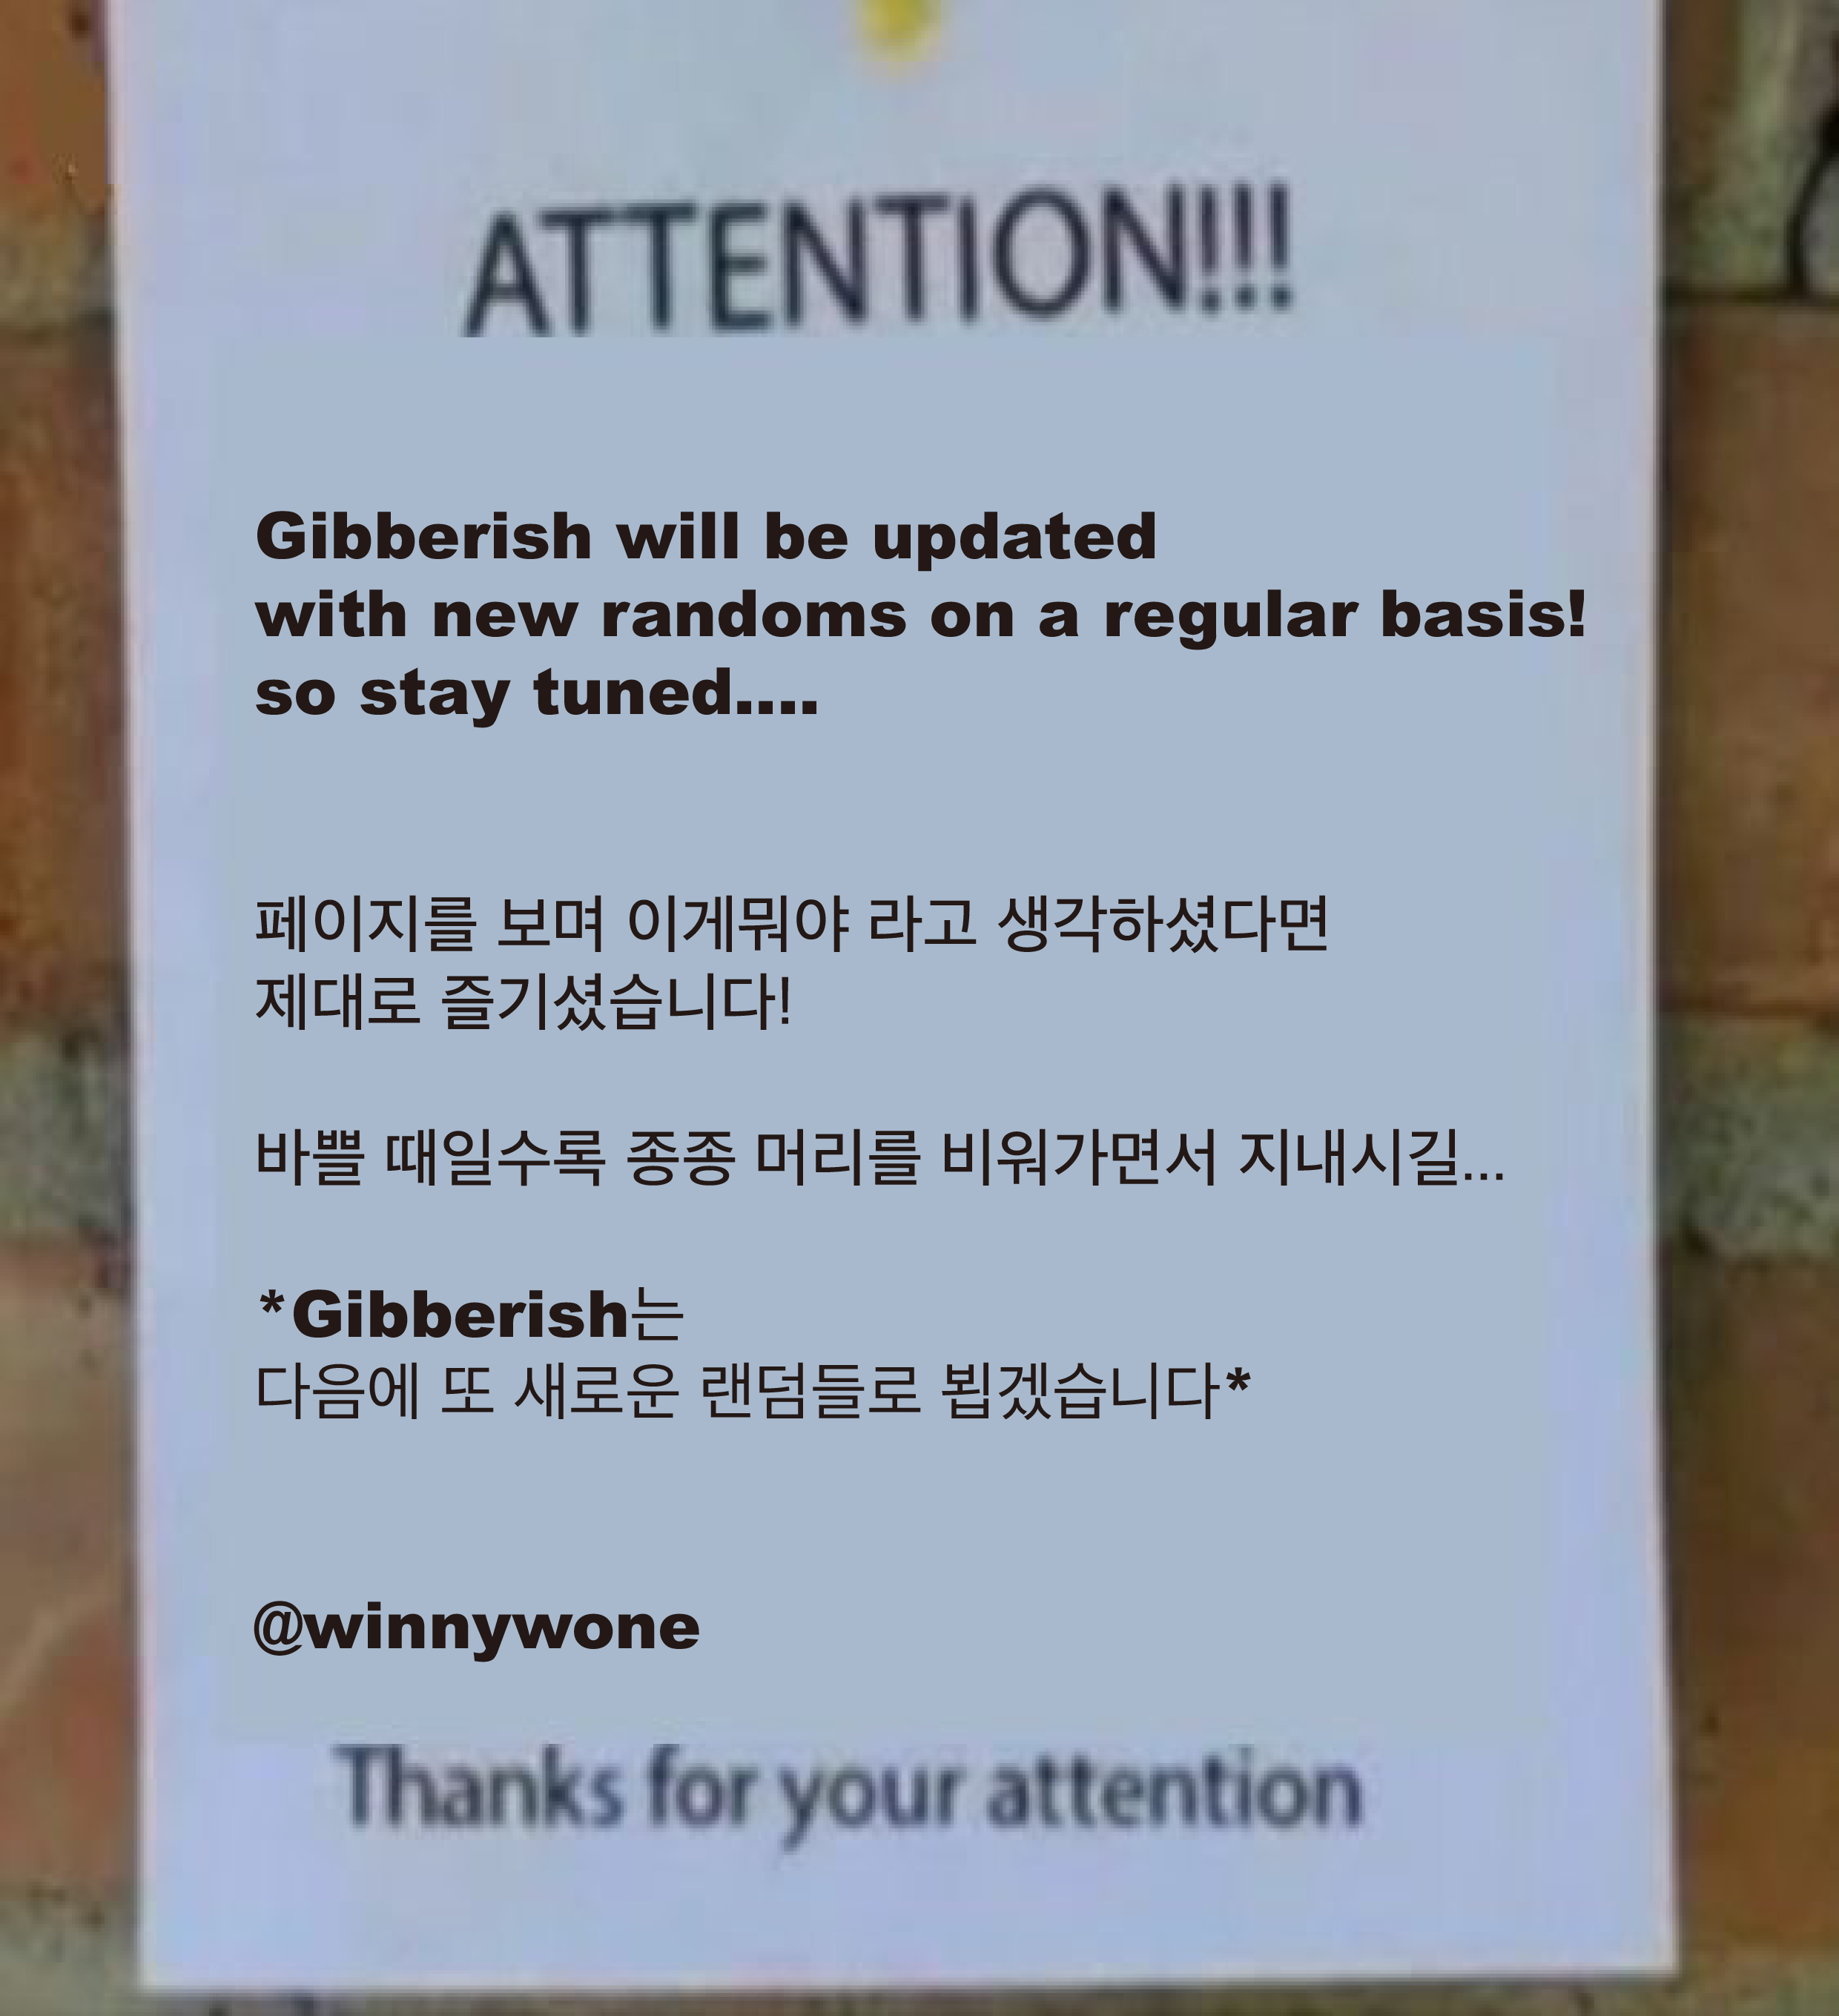 ATTENTION!!!
Gibberish will be updated
with new randoms on a regular basis!
so stay tuned....
페이지를 보며 이게뭐야 라고 생각하셨다면
제대로 즐기셨습니다!
바쁠 때일수록 종종 머리를 비워가면서 지내시길...
*Gibberish는
다음에 또 새로운 랜덤들로 뵙겠습니다*
@winnywone
Thanks for your attention